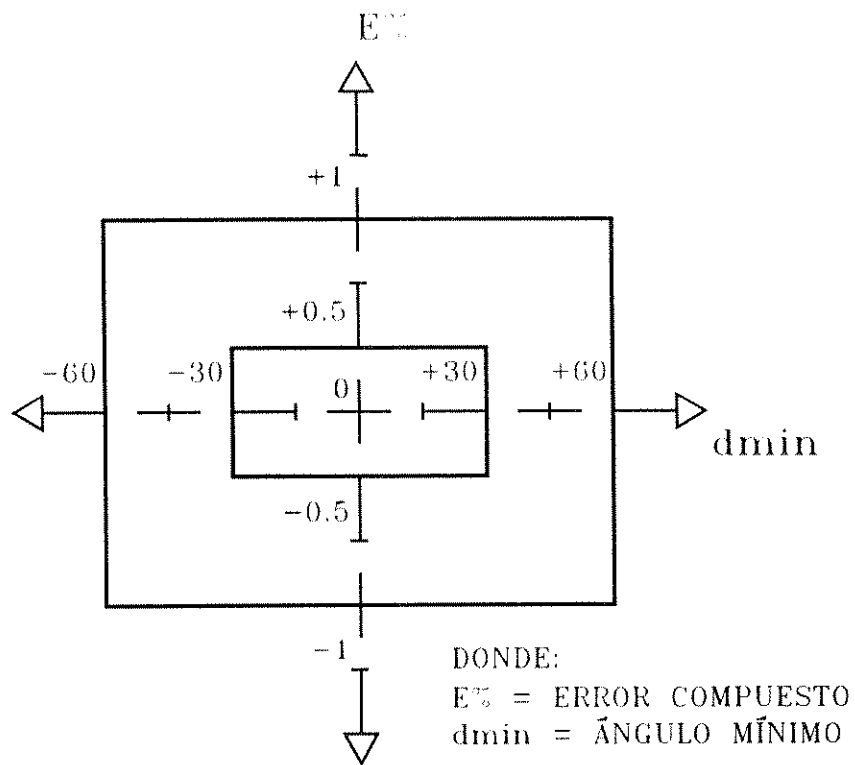 E%
+1
+0.5
-60 -30 0 +30 +60
dmin
-0.5
-1
DONDE:
E% = ERROR COMPUESTO
dmin = ÁNGULO MÍNIMO